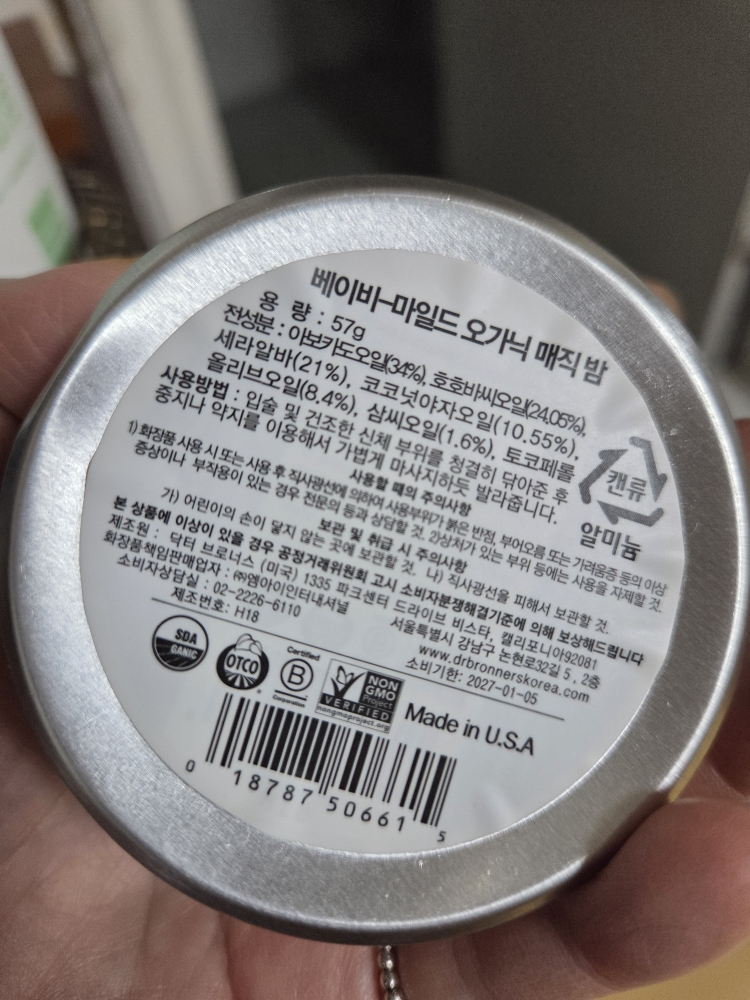 베이비-마일드 오가닉 매직 밤
용 량 : 57g
전성분 : 아보카도오일(34%), 호호바씨오일(24.05%),
세라알바(21%), 코코넛야자오일(10.55%),
올리브오일(8.4%), 삼씨오일(1.6%), 토코페롤
사용방법 : 입술 및 건조한 신체 부위를 청결히 닦아준 후
중지나 약지를 이용해서 가볍게 마사지하듯 발라줍니다.
사용할 때의 주의사항
1) 화장품 사용 시 또는 사용 후 직사광선에 의하여 사용부위가 붉은 반점, 부어오름 또는 가려움증 등의 이상
증상이나 부작용이 있는 경우 전문의 등과 상담할 것. 2)상처가 있는 부위 등에는 사용을 자제할 것.
보관 및 취급 시 주의사항
가) 어린이의 손이 닿지 않는 곳에 보관할 것. 나) 직사광선을 피해서 보관할 것.
본 상품에 이상이 있을 경우 공정거래위원회 고시 소비자분쟁해결기준에 의해 보상해드립니다
제조원 : 닥터 브로너스 (미국) 1335 파크센터 드라이브 비스타, 캘리포니아92081
화장품책임판매업자 : ㈜엠아이인터내셔널 서울특별시 강남구 논현로32길 5 , 2층
소비자상담실 : 02-2226-6110 www.drbronnerskorea.com
제조번호: H18 소비기한: 2027-01-05
캔류
알미늄
SDA
GANIC
OTCO
Certified
B
Corporation
NON
GMO
Project
VERIFIED
nongmoproject.org
Made in U.S.A
0 18787 50661 5